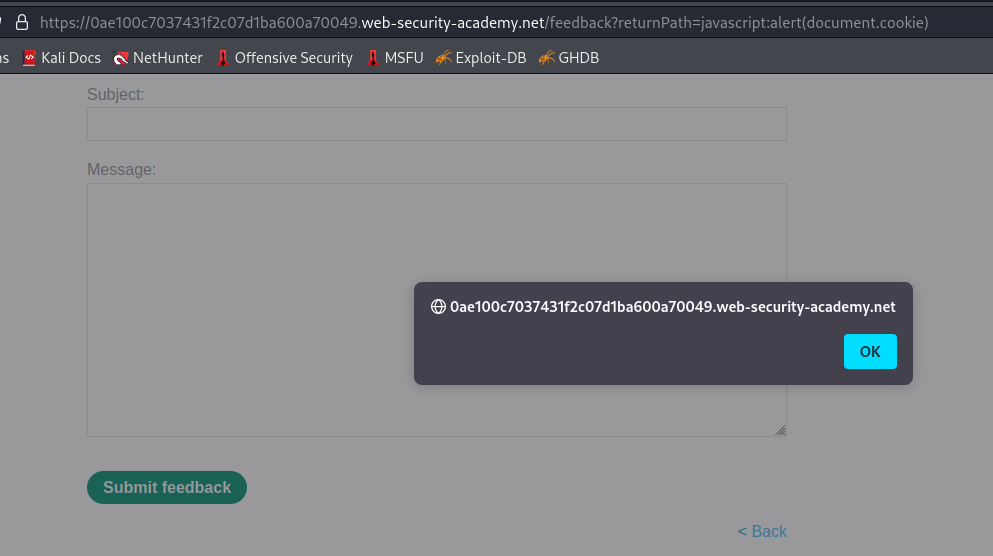 https://0ae100c7037431f2c07d1ba600a70049.web-security-academy.net/feedback?returnPath=javascript:alert(document.cookie)
ns Kali Docs NetHunter Offensive Security MSFU Exploit-DB GHDB
Subject:
Message:
0ae100c7037431f2c07d1ba600a70049.web-security-academy.net
OK
Submit feedback
< Back